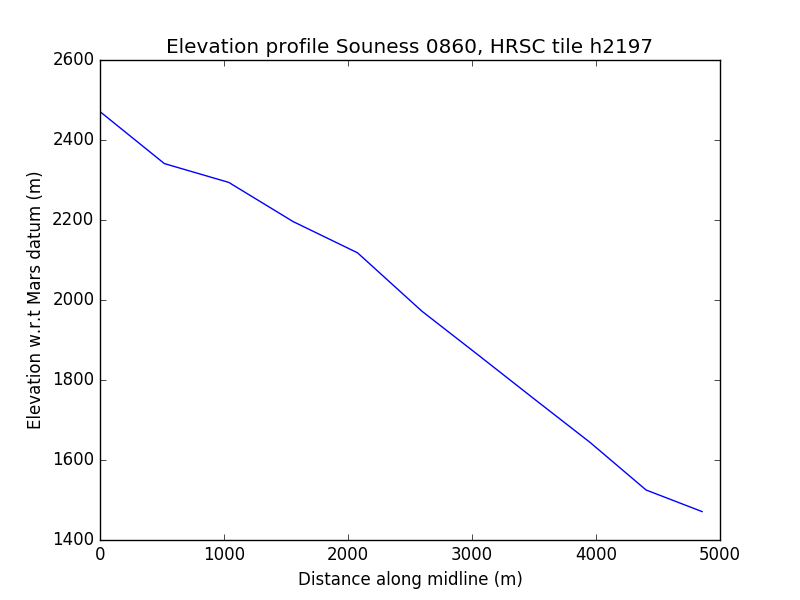 Elevation profile Souness 0860, HRSC tile h2197
2600
2400
2200
2000
1800
1600
1400
Elevation w.r.t Mars datum (m)
0 1000 2000 3000 4000 5000
Distance along midline (m)